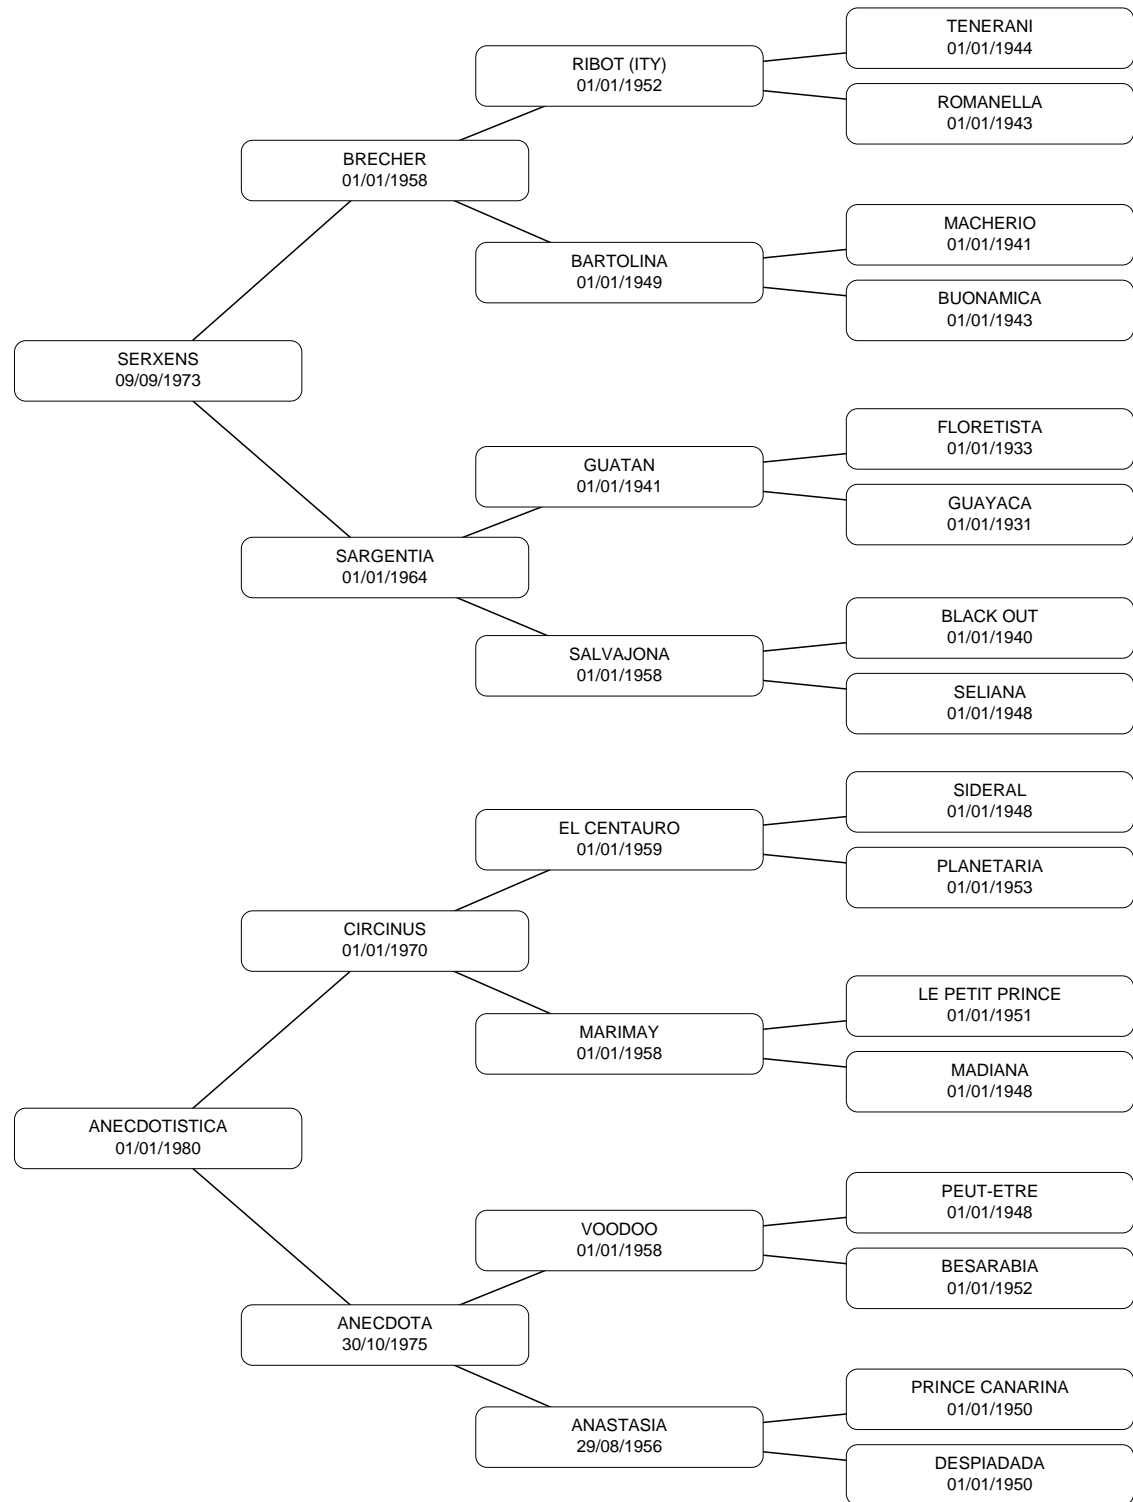 TENERANI
01/01/1944
RIBOT (ITY)
01/01/1952
ROMANELLA
01/01/1943
BRECHER
01/01/1958
MACHERIO
01/01/1941
BARTOLINA
01/01/1949
BUONAMICA
01/01/1943
SERXENS
09/09/1973
FLORETISTA
01/01/1933
GUATAN
01/01/1941
GUAYACA
01/01/1931
SARGENTIA
01/01/1964
BLACK OUT
01/01/1940
SALVAJONA
01/01/1958
SELIANA
01/01/1948
SIDERAL
01/01/1948
EL CENTAURO
01/01/1959
PLANETARIA
01/01/1953
CIRCINUS
01/01/1970
LE PETIT PRINCE
01/01/1951
MARIMAY
01/01/1958
MADIANA
01/01/1948
ANECDOTISTICA
01/01/1980
PEUT-ETRE
01/01/1948
VOODOO
01/01/1958
BESARABIA
01/01/1952
ANECDOTA
30/10/1975
PRINCE CANARINA
01/01/1950
ANASTASIA
29/08/1956
DESPIADADA
01/01/1950